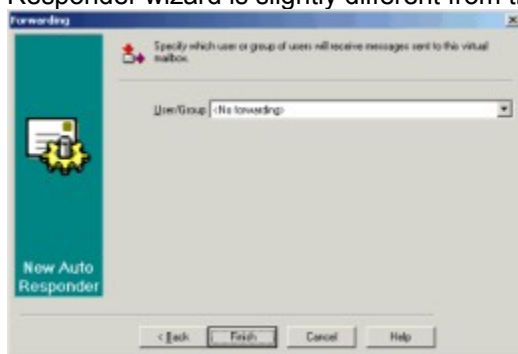 Responder wizard is slightly different from t
Forwarding
Specify which user or group of users will receive messages sent to this virtual
mailbox.
User/Group <No forwarding>
New Auto
Responder
< Back Finish Cancel Help